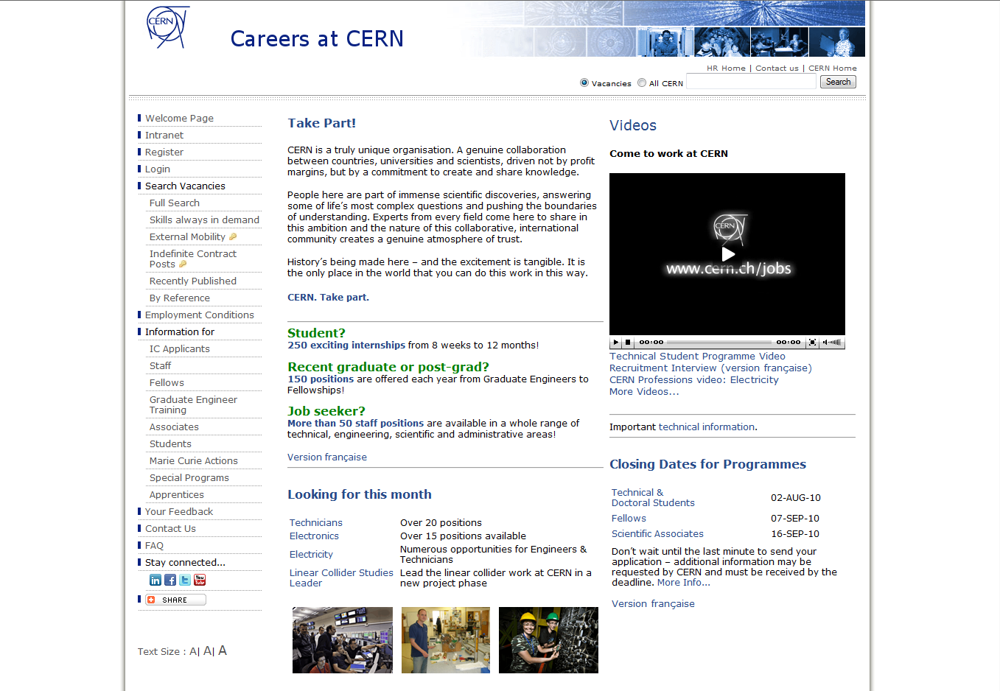 CERN
Careers at CERN
HR Home | Contact us | CERN Home
Vacancies All CERN Search
Welcome Page
Intranet
Register
Login
Search Vacancies
Full Search
Skills always in demand
External Mobility
Indefinite Contract
Posts
Recently Published
By Reference
Employment Conditions
Information for
IC Applicants
Staff
Fellows
Graduate Engineer
Training
Associates
Students
Marie Curie Actions
Special Programs
Apprentices
Your Feedback
Contact Us
FAQ
Stay connected...
in f t You Tube
SHARE
Text Size : A| A| A
Take Part!
CERN is a truly unique organisation. A genuine collaboration
between countries, universities and scientists, driven not by profit
margins, but by a commitment to create and share knowledge.
People here are part of immense scientific discoveries, answering
some of life’s most complex questions and pushing the boundaries
of understanding. Experts from every field come here to share in
this ambition and the nature of this collaborative, international
community creates a genuine atmosphere of trust.
History’s being made here – and the excitement is tangible. It is
the only place in the world that you can do this work in this way.
CERN. Take part.
Student?
250 exciting internships from 8 weeks to 12 months!
Recent graduate or post-grad?
150 positions are offered each year from Graduate Engineers to
Fellowships!
Job seeker?
More than 50 staff positions are available in a whole range of
technical, engineering, scientific and administrative areas!
Version française
Looking for this month
Technicians Over 20 positions
Electronics Over 15 positions available
Electricity Numerous opportunities for Engineers &
Technicians
Linear Collider Studies Lead the linear collider work at CERN in a
Leader new project phase
Videos
Come to work at CERN
CERN
www.cern.ch/jobs
00:00 00:00
Technical Student Programme Video
Recruitment Interview (version française)
CERN Professions video: Electricity
More Videos...
Important technical information.
Closing Dates for Programmes
Technical &
Doctoral Students 02-AUG-10
Fellows 07-SEP-10
Scientific Associates 16-SEP-10
Don’t wait until the last minute to send your
application – additional information may be
requested by CERN and must be received by the
deadline. More Info...
Version française